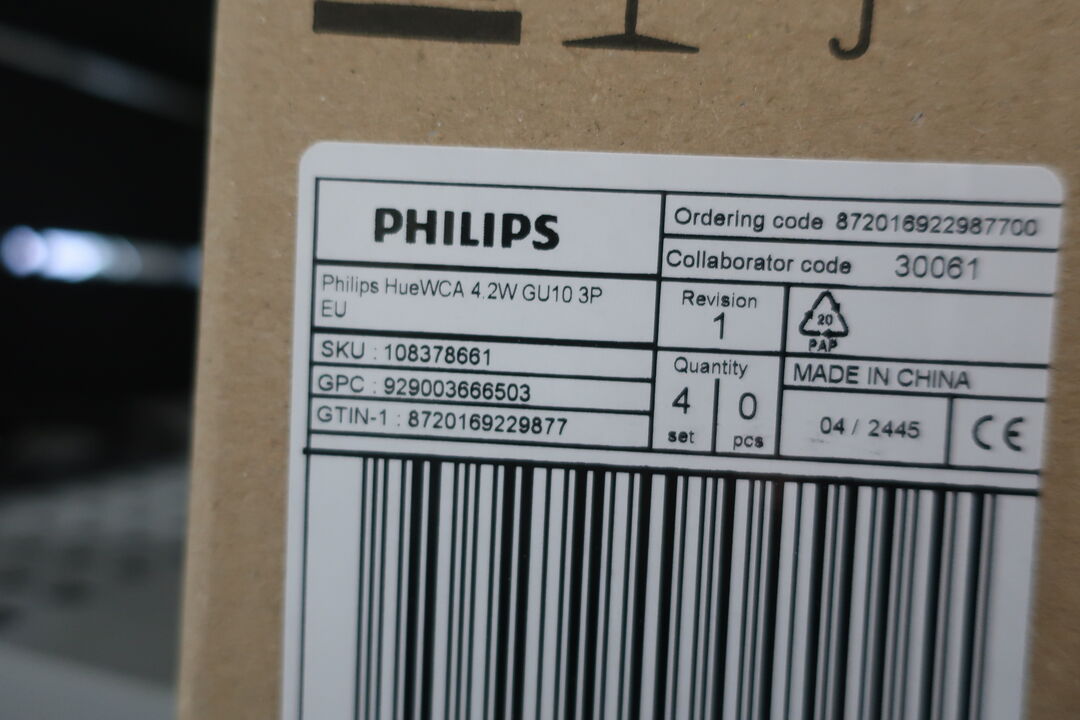 PHILIPS
Philips HueWCA 4.2W GU10 3P
EU
SKU : 108378661
GPC : 929003666503
GTIN-1 : 8720169229877
Ordering code 872016922987700
Collaborator code 30061
Revision
1
20
PAP
Quantity
4 0
set pcs
MADE IN CHINA
04 / 2445
CE